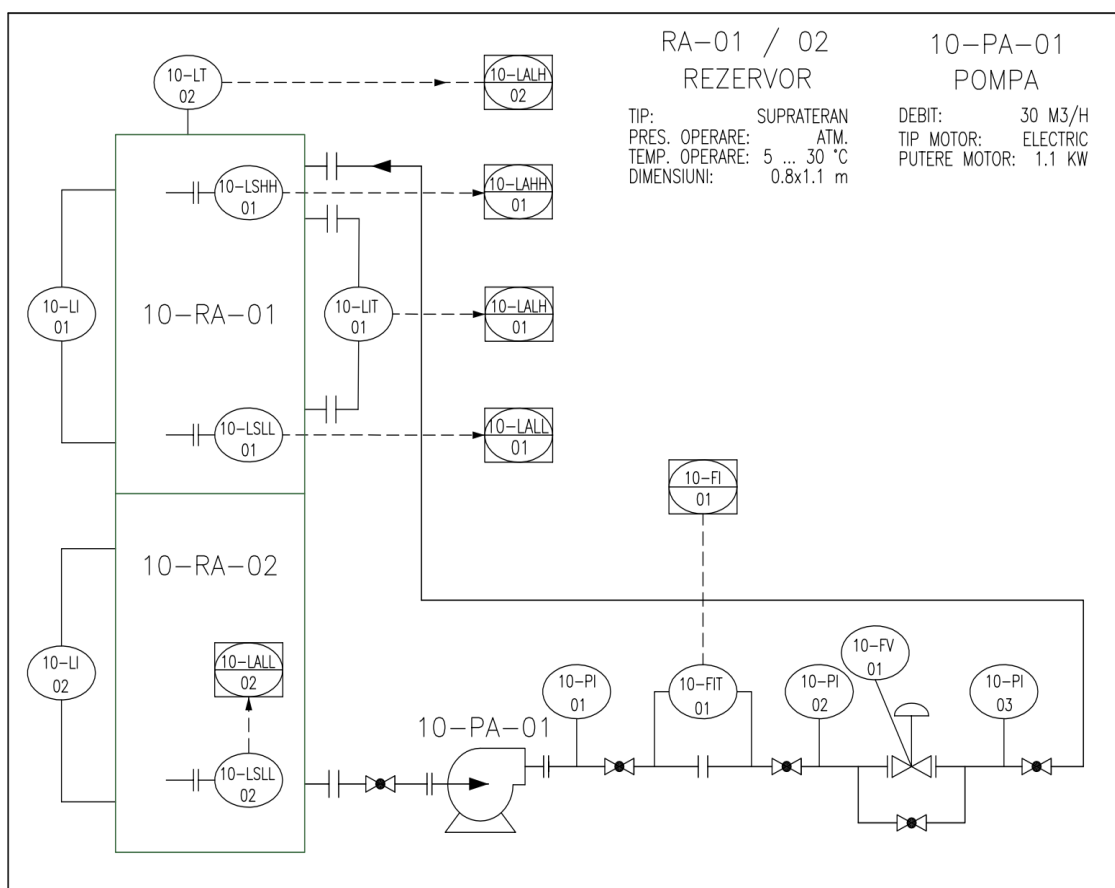 RA-01 / 02
REZERVOR
TIP: SUPRATERAN
PRES. OPERARE: ATM.
TEMP. OPERARE: 5 ... 30 °C
DIMENSIUNI: 0.8x1.1 m
10-PA-01
POMPA
DEBIT: 30 M3/H
TIP MOTOR: ELECTRIC
PUTERE MOTOR: 1.1 KW
10-LT
02
10-LALH
02
10-LSHH
01
10-LAHH
01
10-LI
01
10-RA-01
10-LIT
01
10-LALH
01
10-LSLL
01
10-LALL
01
10-FI
01
10-RA-02
10-LI
02
10-LALL
02
10-LSLL
02
10-PA-01
10-PI
01
10-FIT
01
10-PI
02
10-FV
01
10-PI
03